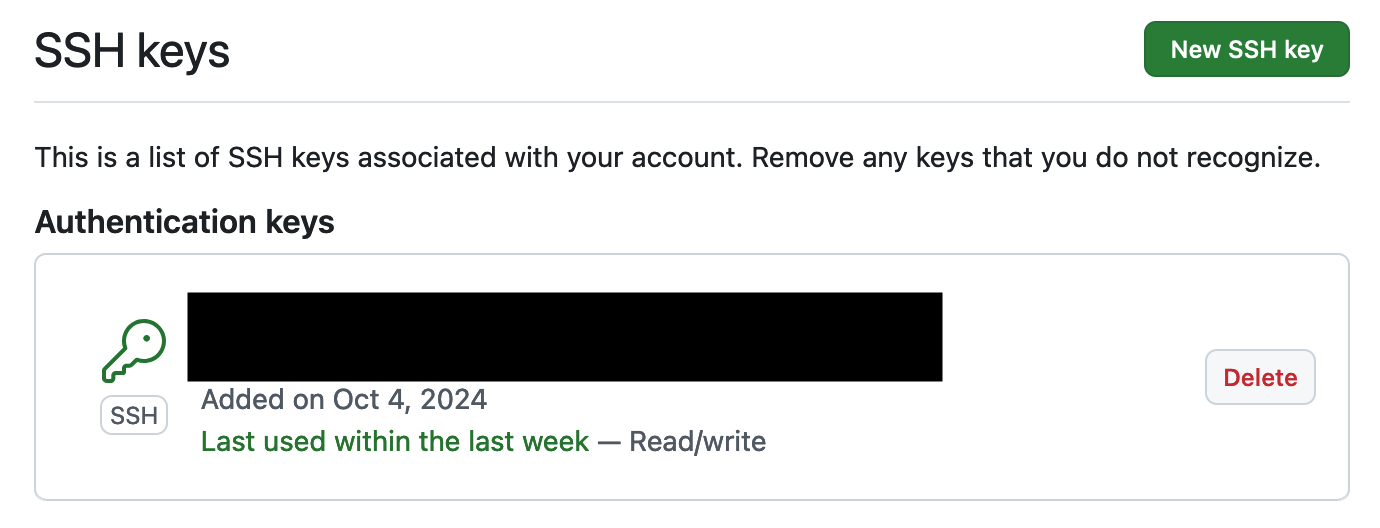 SSH keys
New SSH key
This is a list of SSH keys associated with your account. Remove any keys that you do not recognize.
Authentication keys
SSH
Added on Oct 4, 2024
Last used within the last week — Read/write
Delete